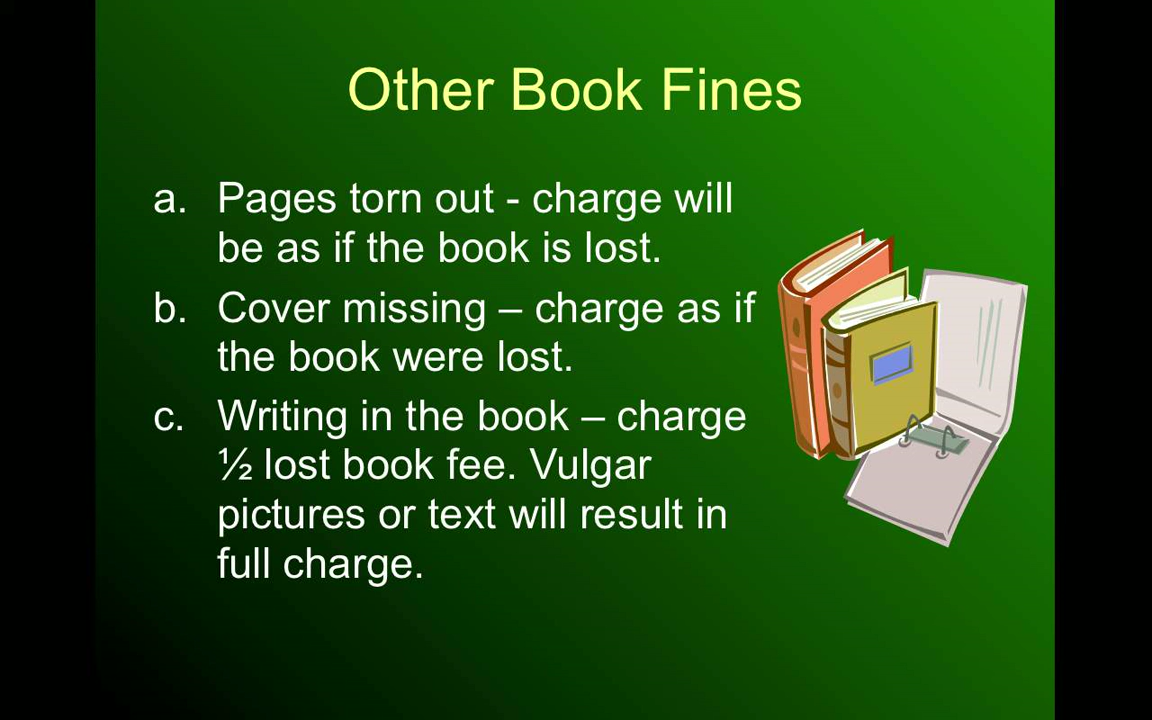 Other Book Fines
a. Pages torn out - charge will
be as if the book is lost.
b. Cover missing – charge as if
the book were lost.
c. Writing in the book – charge
½ lost book fee. Vulgar
pictures or text will result in
full charge.